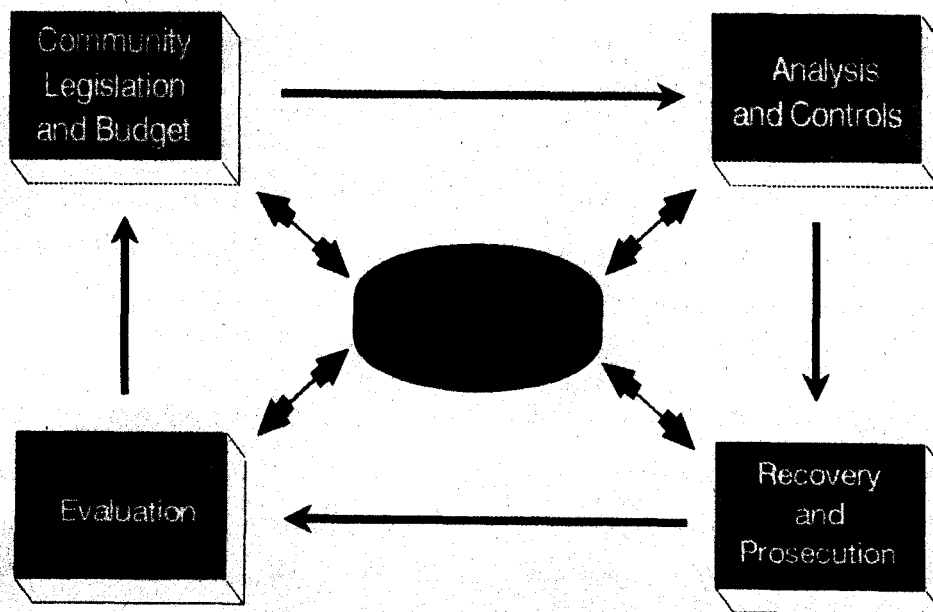 Community
Legislation
and Budget
Analysis
and Controls
Evaluation
Recovery
and
Prosecution